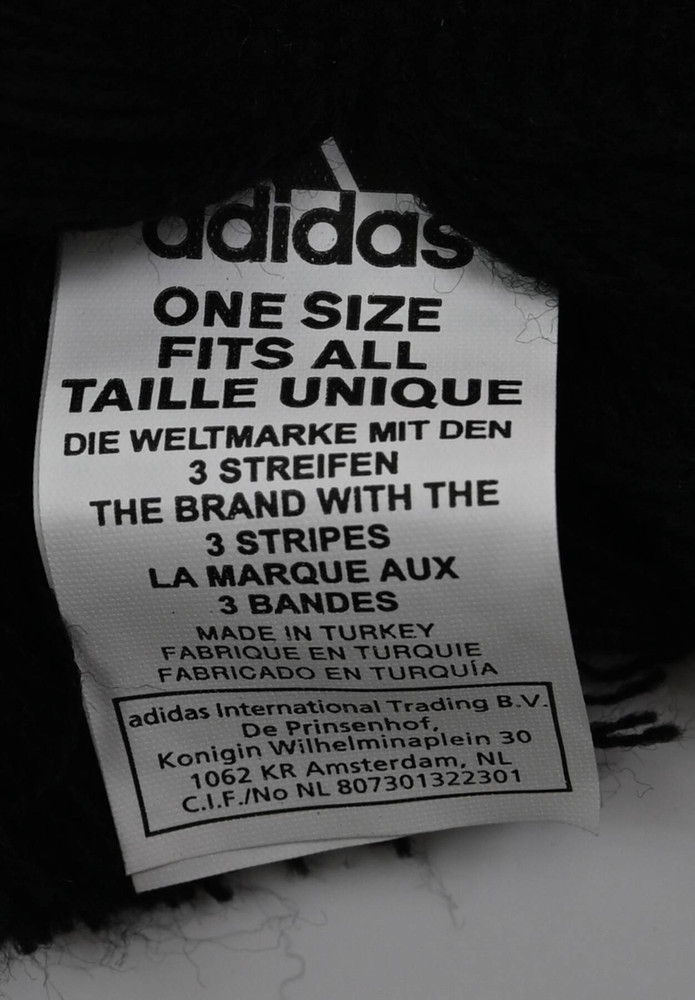 adidas
ONE SIZE
FITS ALL
TAILLE UNIQUE
DIE WELTMARKE MIT DEN
3 STREIFEN
THE BRAND WITH THE
3 STRIPES
LA MARQUE AUX
3 BANDES
MADE IN TURKEY
FABRIQUE EN TURQUIE
FABRICADO EN TURQUÍA
adidas International Trading B.V.
De Prinsenhof,
Konigin Wilhelminaplein 30
1062 KR Amsterdam, NL
C.I.F./No NL 807301322301